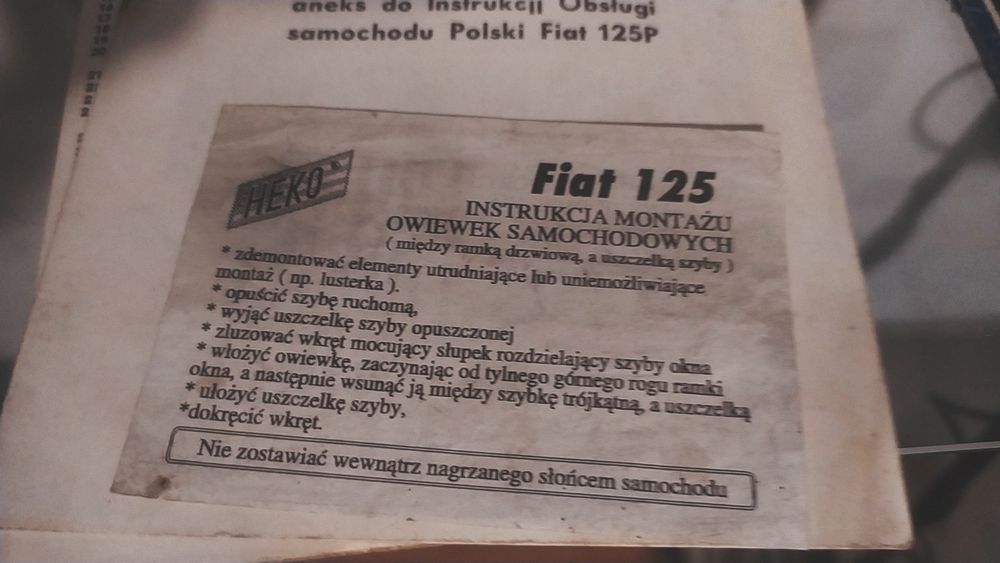 aneks do Instrukcji Obsługi
samochodu Polski Fiat 125P
HEKO
Fiat 125
INSTRUKCJA MONTAŻU
OWIEWEK SAMOCHODOWYCH
( między ramką drzwiową, a uszczelką szyby )
* zdemontować elementy utrudniające lub uniemożliwiające
montaż ( np. lusterka ).
* opuścić szybę ruchomą,
* wyjąć uszczelkę szyby opuszczonej
* zluzować wkręt mocujący słupek rozdzielający szyby okna
* włożyć owiewkę, zaczynając od tylnego górnego rogu ramki
okna, a następnie wsunąć ją między szybkę trójkątną, a uszczelką
* ułożyć uszczelkę szyby,
*dokręcić wkręt.
Nie zostawiać wewnątrz nagrzanego słońcem samochodu